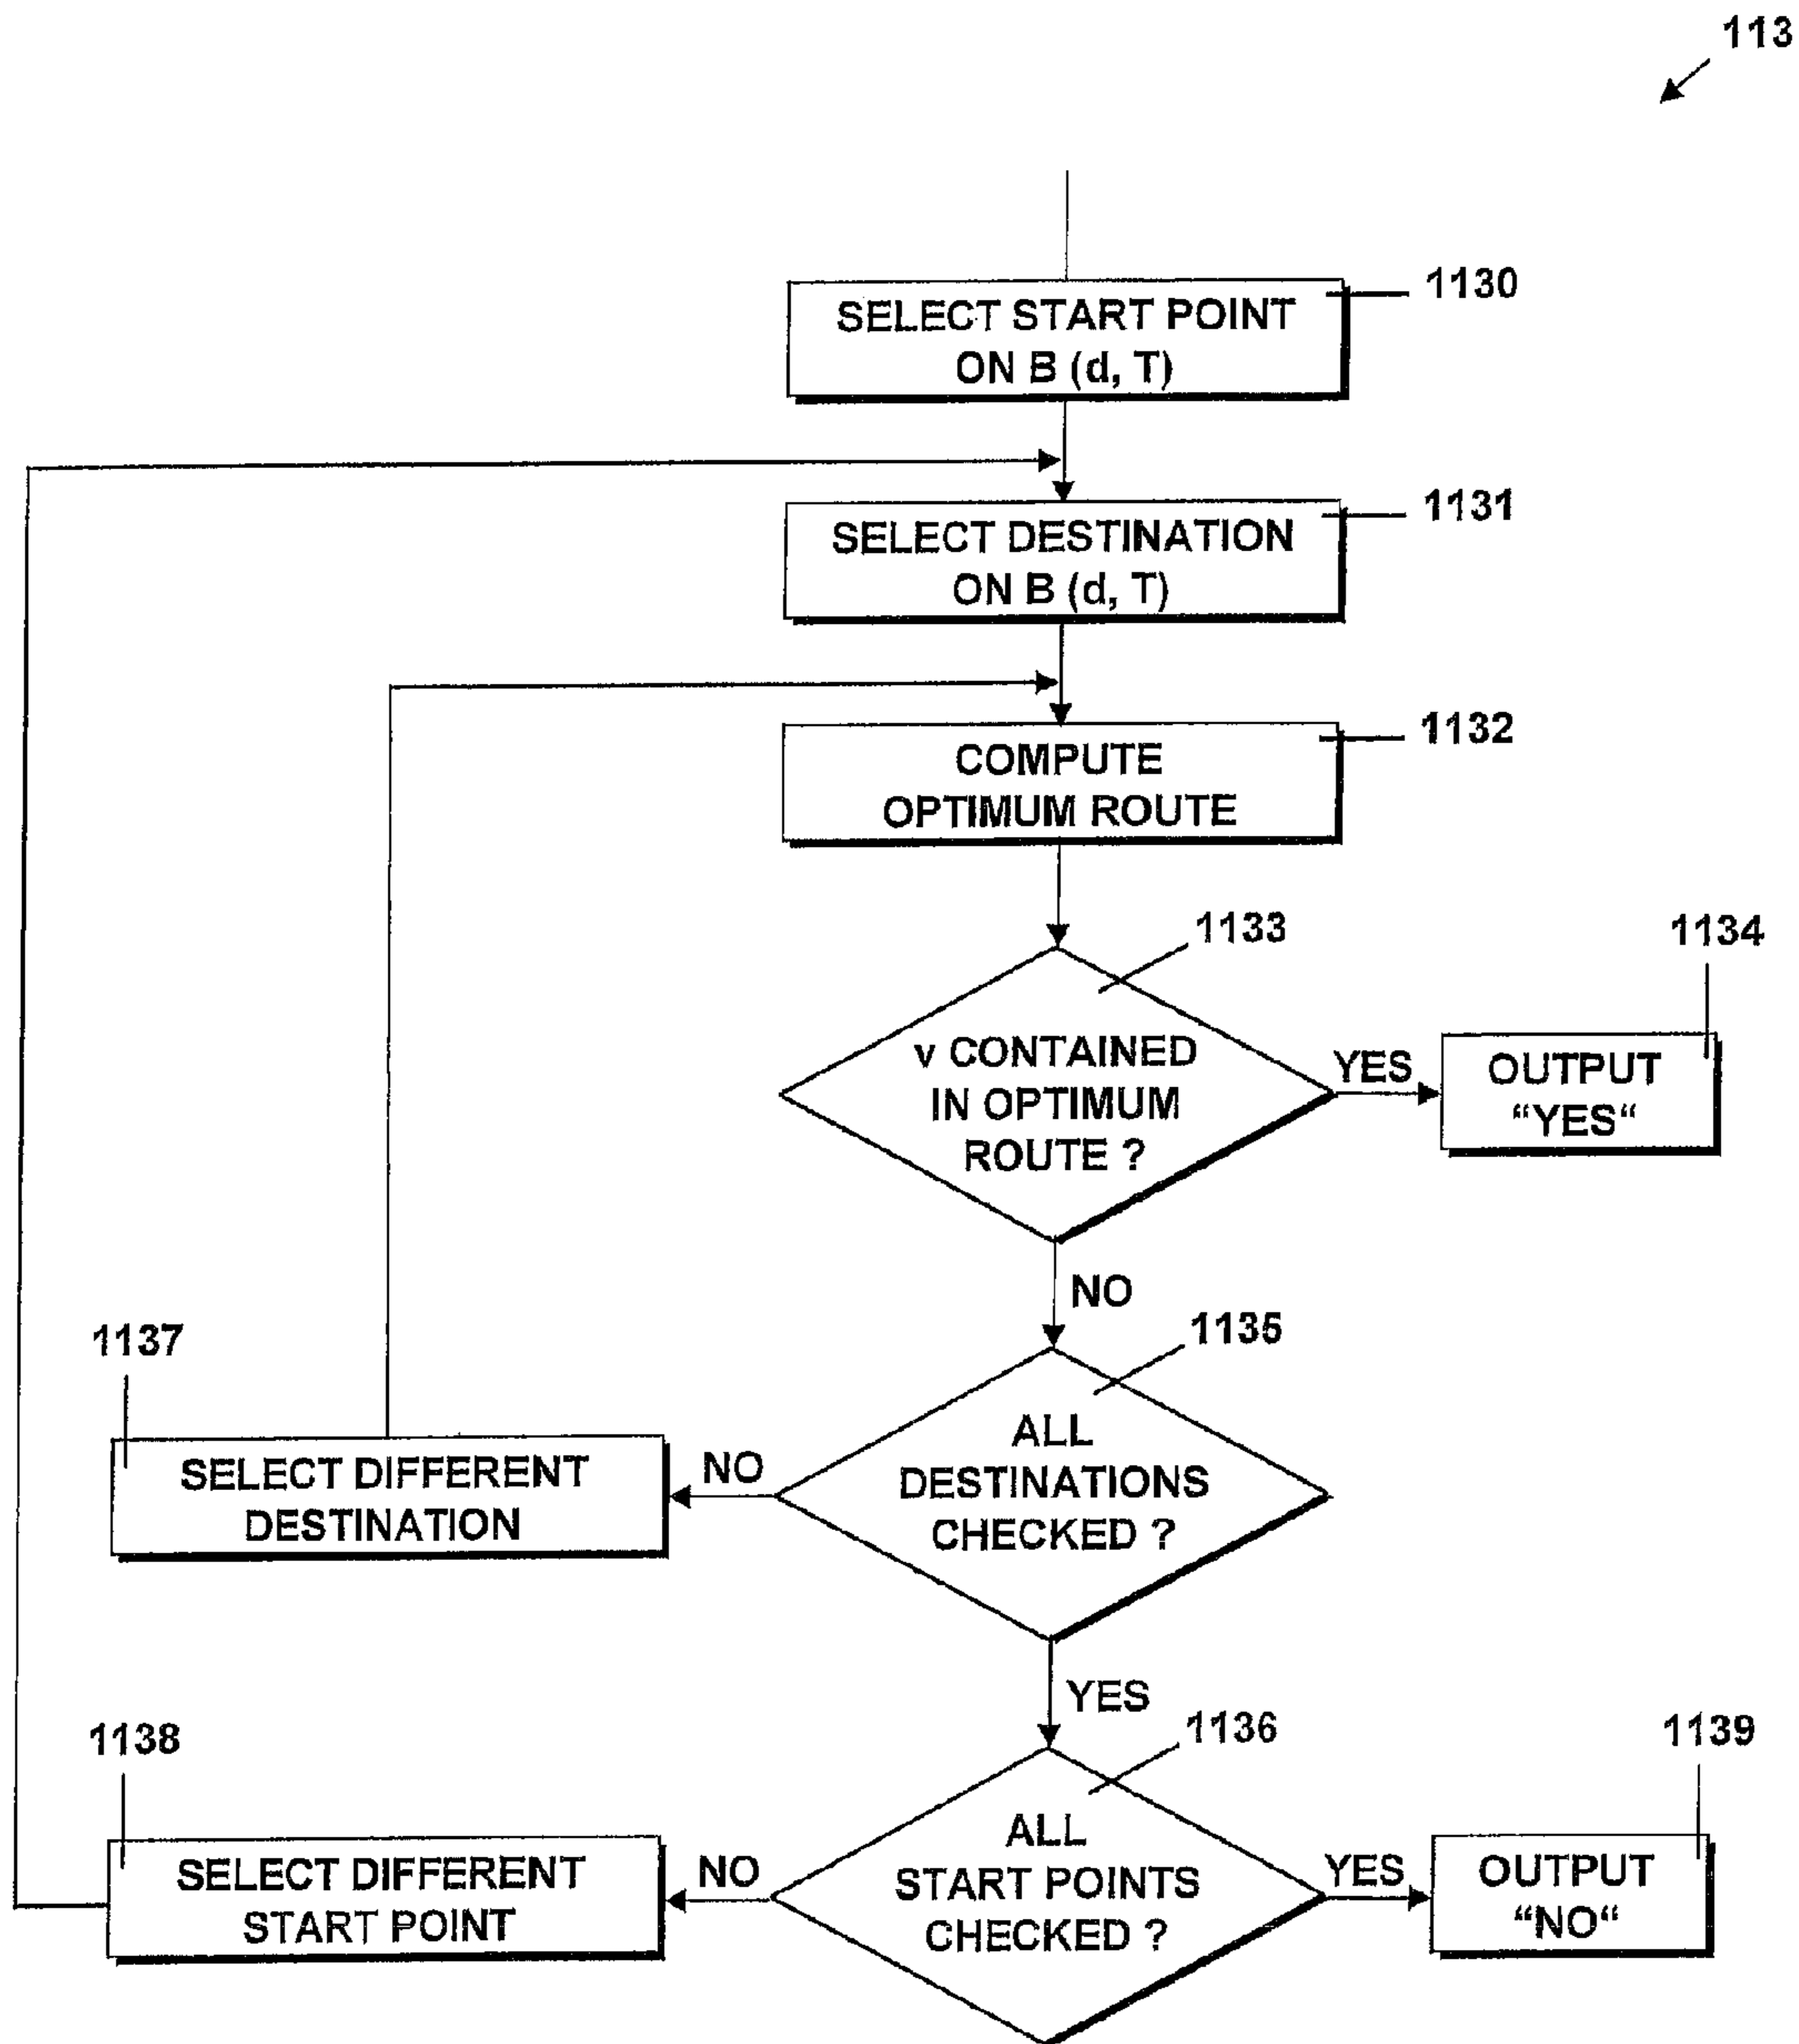 113
SELECT START POINT
ON B (d, T)
1130
SELECT DESTINATION
ON B (d, T)
1131
COMPUTE
OPTIMUM ROUTE
1132
1133
1134
v CONTAINED
IN OPTIMUM
ROUTE ?
YES
OUTPUT
“YES“
NO
1135
1137
ALL
DESTINATIONS
CHECKED ?
NO
SELECT DIFFERENT
DESTINATION
YES
1136
1138
1139
ALL
START POINTS
CHECKED ?
NO
SELECT DIFFERENT
START POINT
YES
OUTPUT
“NO“